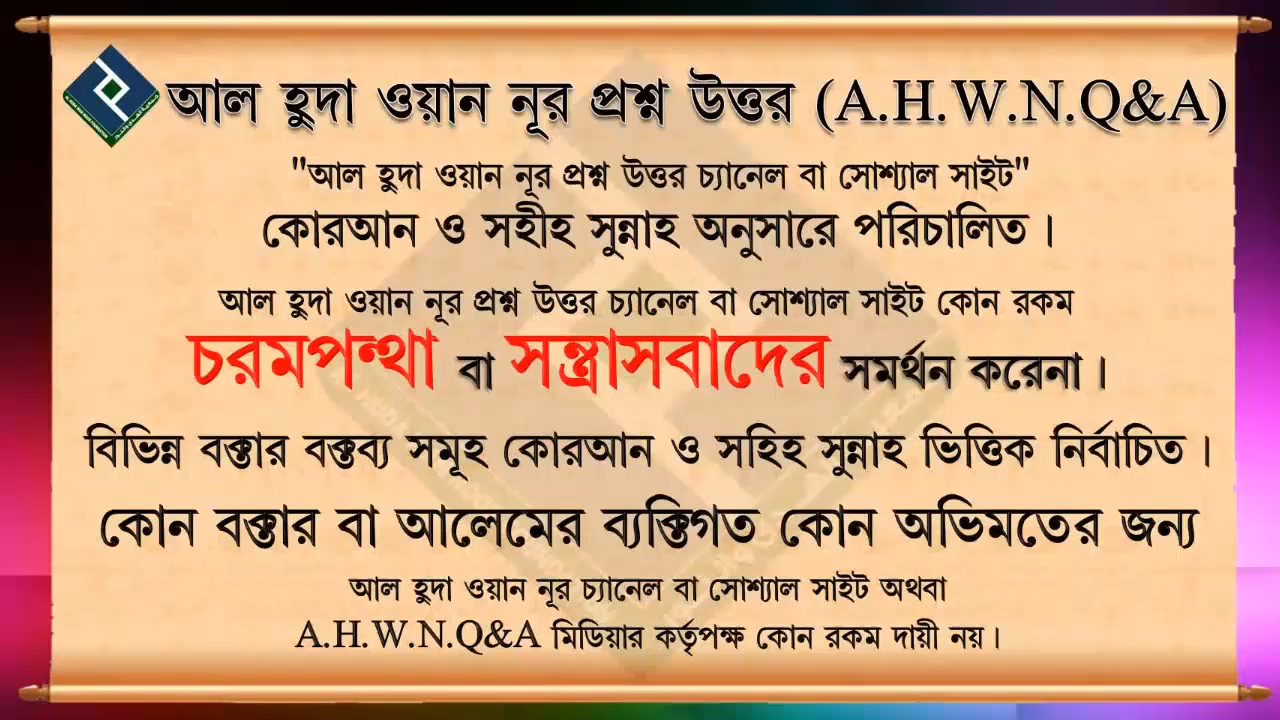 আল হুদা ওয়ান নূর প্রশ্ন উত্তর (A.H.W.N.Q&A)
"আল হুদা ওয়ান নূর প্রশ্ন উত্তর চ্যানেল বা সোশ্যাল সাইট"
কোরআন ও সহীহ সুন্নাহ অনুসারে পরিচালিত।
আল হুদা ওয়ান নূর প্রশ্ন উত্তর চ্যানেল বা সোশ্যাল সাইট কোন রকম
চরমপন্থা বা সন্ত্রাসবাদের সমর্থন করেনা।
বিভিন্ন বক্তার বক্তব্য সমূহ কোরআন ও সহিহ সুন্নাহ ভিত্তিক নির্বাচিত।
কোন বক্তার বা আলেমের ব্যক্তিগত কোন অভিমতের জন্য
আল হুদা ওয়ান নূর চ্যানেল বা সোশ্যাল সাইট অথবা
A.H.W.N.Q&A মিডিয়ার কর্তৃপক্ষ কোন রকম দায়ী নয়।